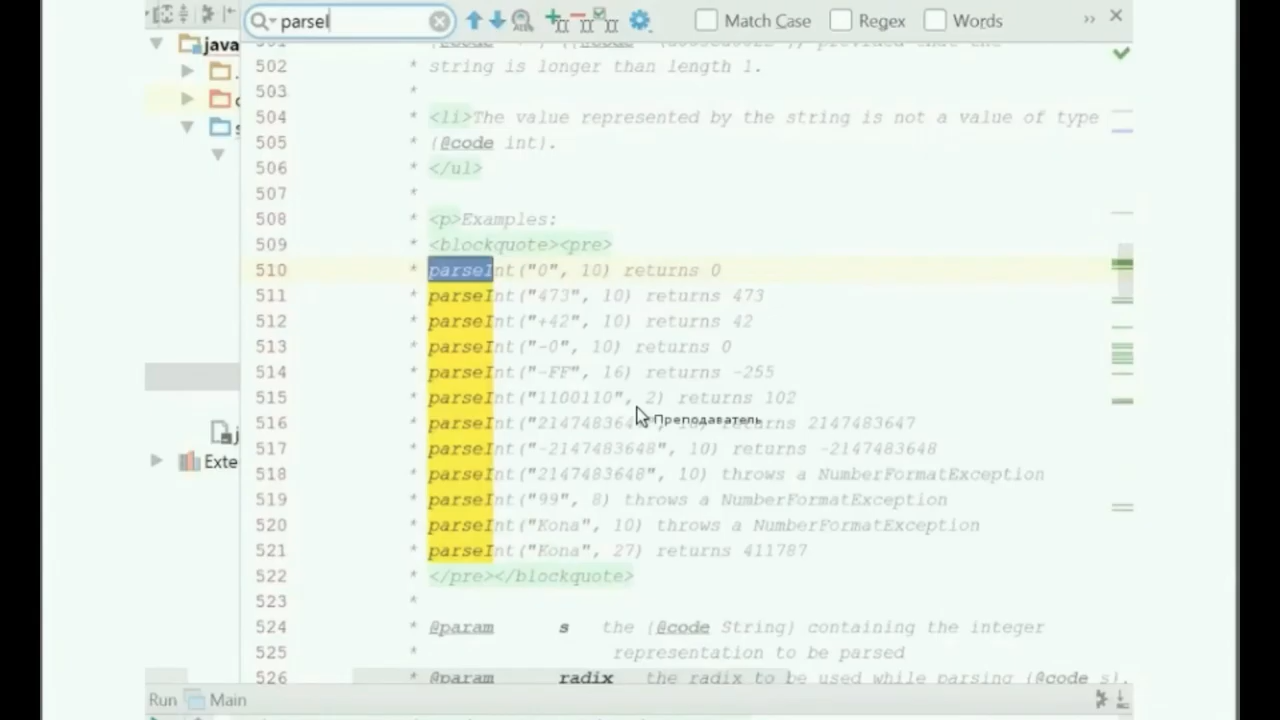 parseI
Match Case
Regex
Words
java
502 * string is longer than length 1.
503 *
504 * <li>The value represented by the string is not a value of type
505 * {@code int}.
506 * </ul>
507 *
508 * <p>Examples:
509 * <blockquote><pre>
510 * parseInt("0", 10) returns 0
511 * parseInt("473", 10) returns 473
512 * parseInt("+42", 10) returns 42
513 * parseInt("-0", 10) returns 0
514 * parseInt("-FF", 16) returns -255
515 * parseInt("1100110", 2) returns 102
Преподаватель
516 * parseInt("2147483647", 10) returns 2147483647
517 * parseInt("-2147483648", 10) returns -2147483648
518 * parseInt("2147483648", 10) throws a NumberFormatException
519 * parseInt("99", 8) throws a NumberFormatException
520 * parseInt("Kona", 10) throws a NumberFormatException
521 * parseInt("Kona", 27) returns 411787
522 * </pre></blockquote>
523 *
Exte
524 * @param s the {@code String} containing the integer
525 * representation to be parsed
526 * @param radix the radix to be used while parsing {@code s}.
Run Main